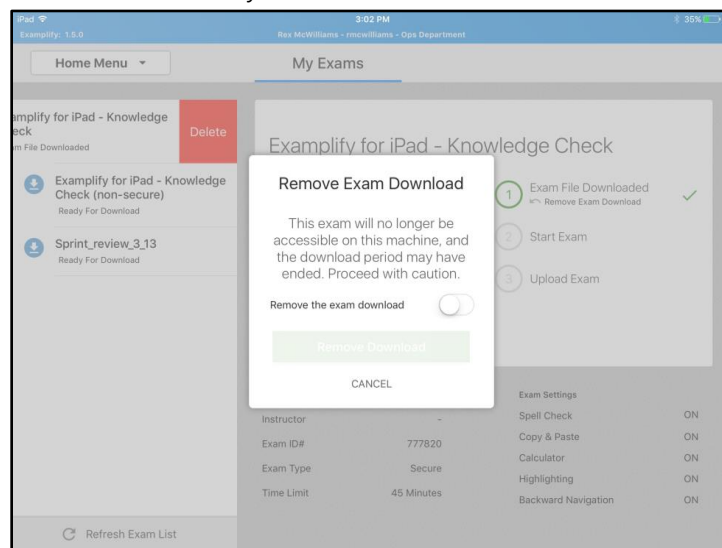 iPad
3:02 PM
35%
Examplify: 1.5.0
Rex McWilliams - rmcwilliams - Ops Department
Home Menu
My Exams
amplify for iPad - Knowledge
eck
m File Downloaded
Delete
Examplify for iPad - Knowledge
Check (non-secure)
Ready For Download
Sprint_review_3_13
Ready For Download
Refresh Exam List
Examplify for iPad - Knowledge Check
1 Exam File Downloaded
Remove Exam Download
2 Start Exam
3 Upload Exam
Remove Exam Download
This exam will no longer be
accessible on this machine, and
the download period may have
ended. Proceed with caution.
Remove the exam download
Remove Download
CANCEL
Instructor -
Exam ID# 777820
Exam Type Secure
Time Limit 45 Minutes
Exam Settings
Spell Check ON
Copy & Paste ON
Calculator ON
Highlighting ON
Backward Navigation ON